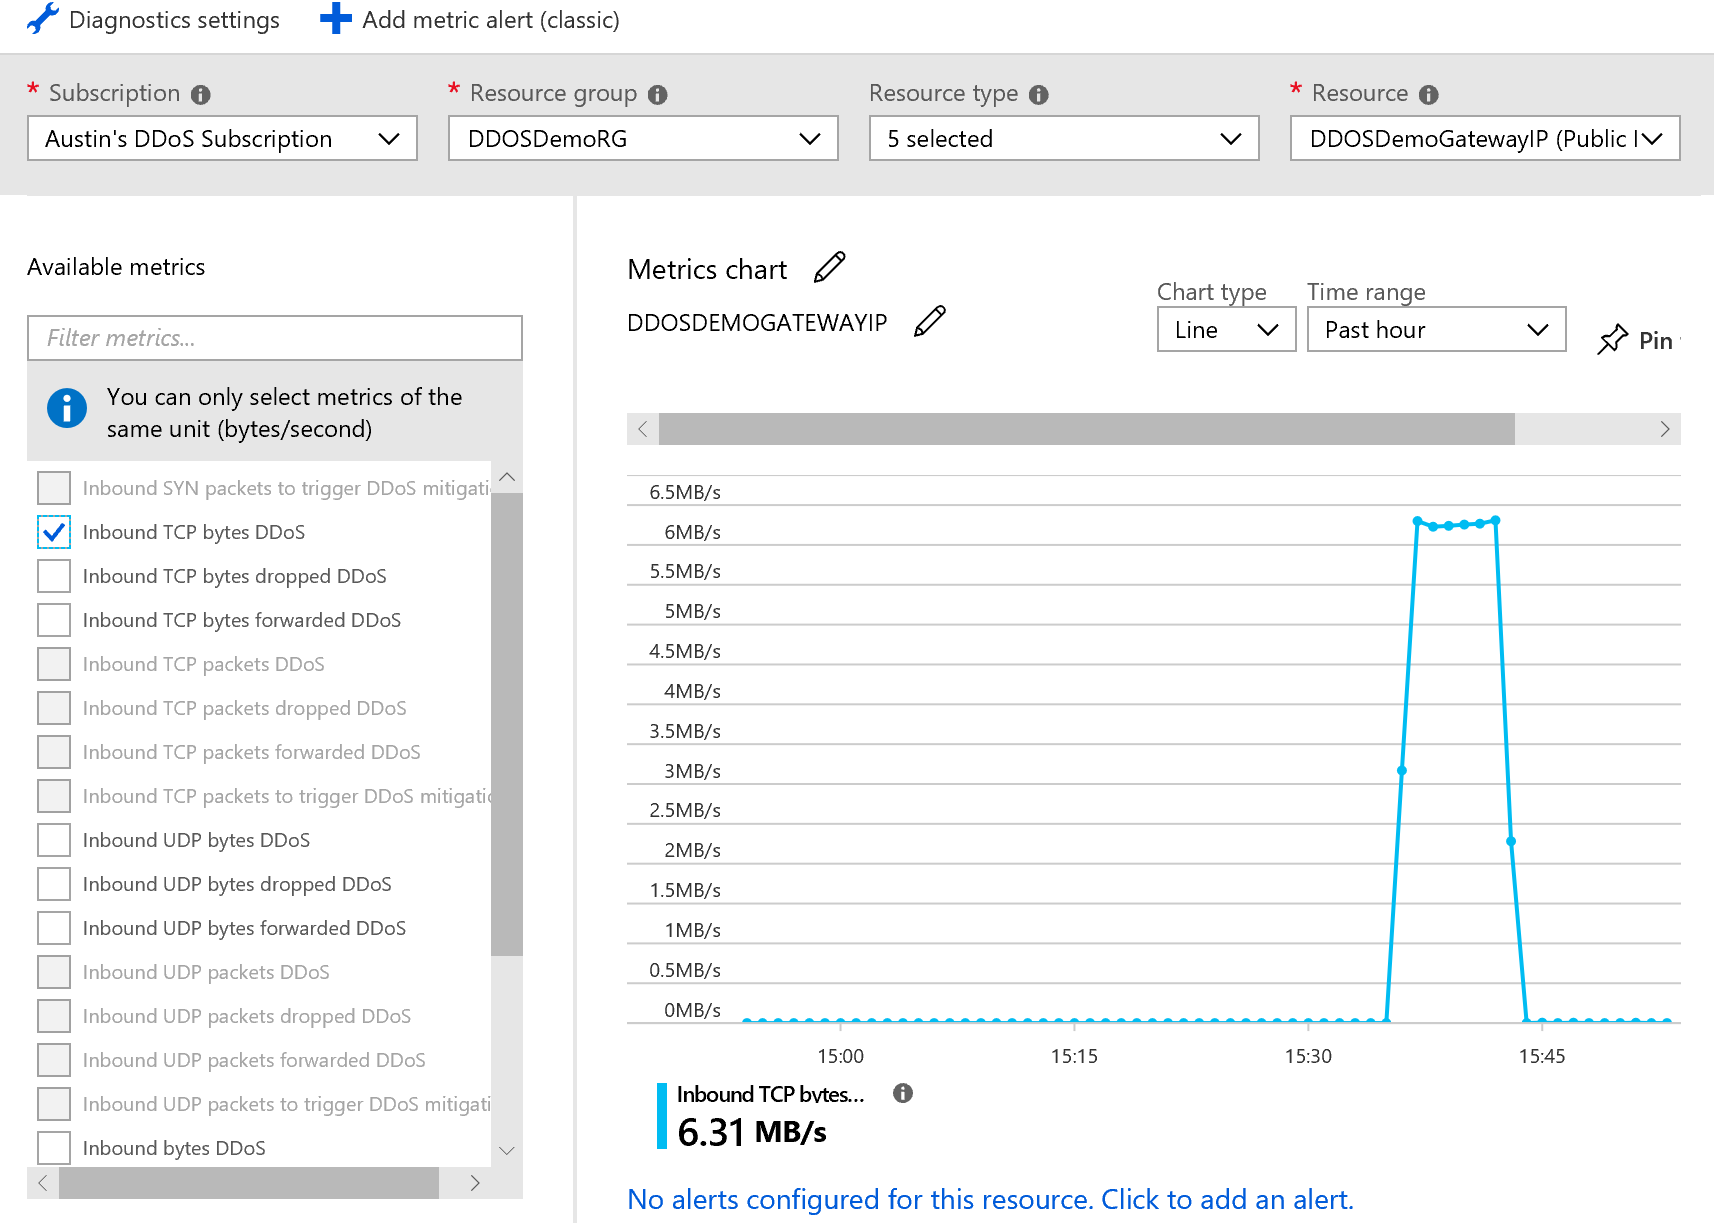 Diagnostics settings
Add metric alert (classic)
* Subscription
* Resource group
Resource type
* Resource
Austin's DDoS Subscription
DDOSDemoRG
5 selected
DDOSDemoGatewayIP (Public I
Available metrics
Filter metrics...
You can only select metrics of the
same unit (bytes/second)
Inbound SYN packets to trigger DDoS mitigati
Inbound TCP bytes DDoS
Inbound TCP bytes dropped DDoS
Inbound TCP bytes forwarded DDoS
Inbound TCP packets DDoS
Inbound TCP packets dropped DDoS
Inbound TCP packets forwarded DDoS
Inbound TCP packets to trigger DDoS mitigatio
Inbound UDP bytes DDoS
Inbound UDP bytes dropped DDoS
Inbound UDP bytes forwarded DDoS
Inbound UDP packets DDoS
Inbound UDP packets dropped DDoS
Inbound UDP packets forwarded DDoS
Inbound UDP packets to trigger DDoS mitigati
Inbound bytes DDoS
Metrics chart
DDOSDEMOGATEWAYIP
Chart type
Line
Time range
Past hour
Pin
6.5MB/s
6MB/s
5.5MB/s
5MB/s
4.5MB/s
4MB/s
3.5MB/s
3MB/s
2.5MB/s
2MB/s
1.5MB/s
1MB/s
0.5MB/s
0MB/s
15:00
15:15
15:30
15:45
Inbound TCP bytes...
6.31 MB/s
No alerts configured for this resource. Click to add an alert.